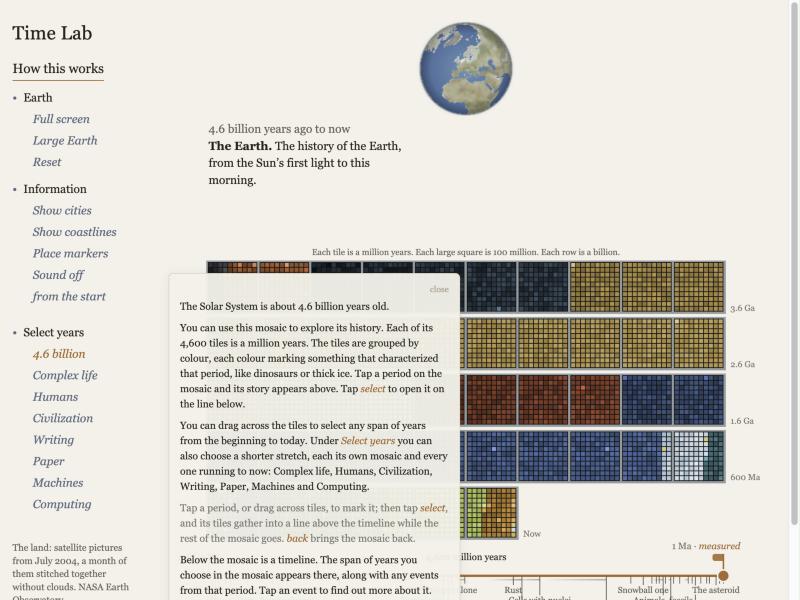 Time Lab
How this works
Earth
Full screen
Large Earth
Reset
Information
Show cities
Show coastlines
Place markers
Sound off
from the start
Select years
4.6 billion
Complex life
Humans
Civilization
Writing
Paper
Machines
Computing
The land: satellite pictures
from July 2004, a month of
them stitched together
without clouds. NASA Earth
Observatory.
4.6 billion years ago to now
The Earth. The history of the Earth,
from the Sun's first light to this
morning.
Each tile is a million years. Each large square is 100 million. Each row is a billion.
3.6 Ga
2.6 Ga
1.6 Ga
600 Ma
Now
close
The Solar System is about 4.6 billion years old.
You can use this mosaic to explore its history. Each of its
4,600 tiles is a million years. The tiles are grouped by
colour, each colour marking something that characterized
that period, like dinosaurs or thick ice. Tap a period on the
mosaic and its story appears above. Tap select to open it on
the line below.
You can drag across the tiles to select any span of years
from the beginning to today. Under Select years you can
also choose a shorter stretch, each its own mosaic and every
one running to now: Complex life, Humans, Civilization,
Writing, Paper, Machines and Computing.
Tap a period, or drag across tiles, to mark it; then tap select,
and its tiles gather into a line above the timeline while the
rest of the mosaic goes. back brings the mosaic back.
Below the mosaic is a timeline. The span of years you
choose in the mosaic appears there, along with any events
from that period. Tap an event to find out more about it.
million years
1 Ma · measured
Rust
Snowball one
The asteroid